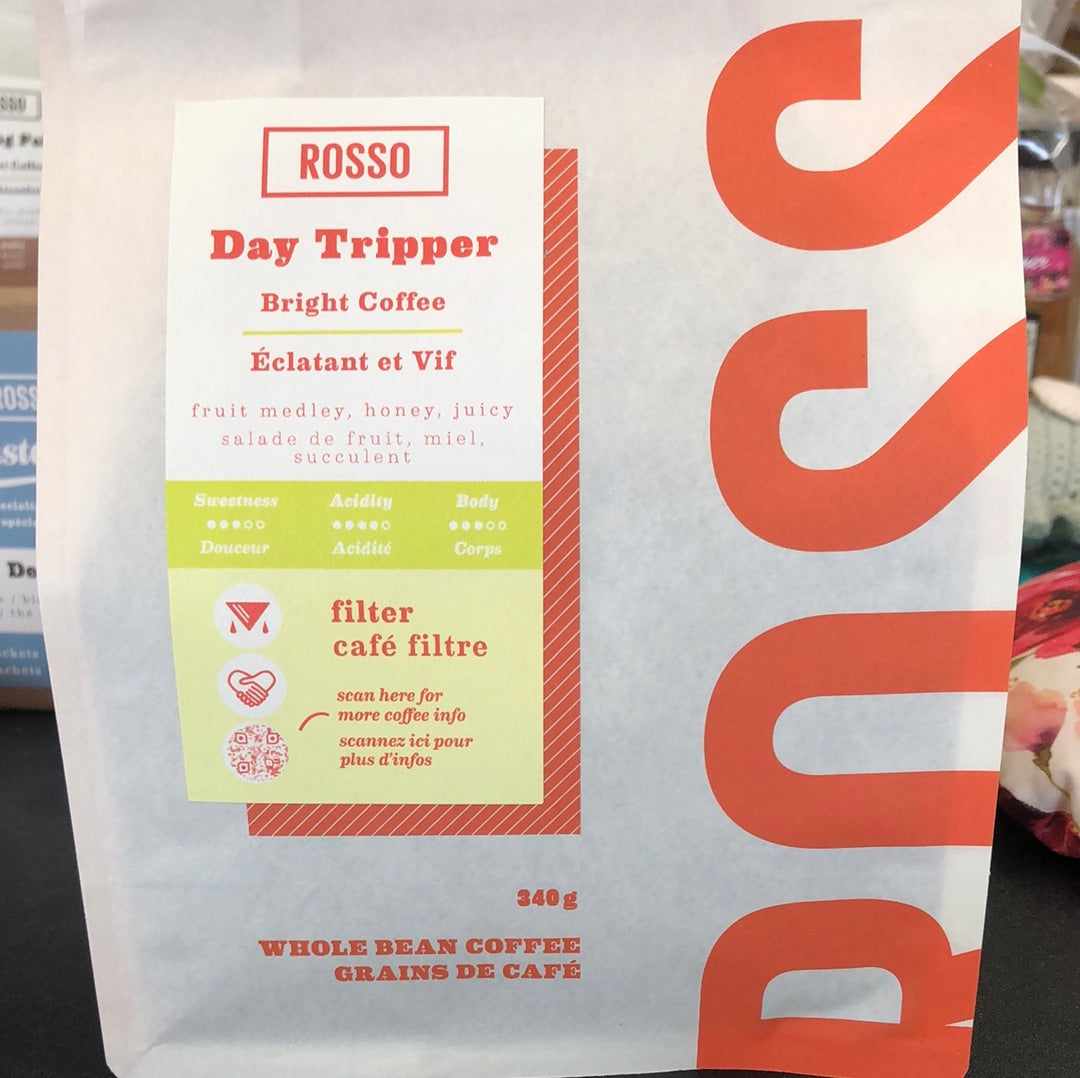 ROSSO
Day Tripper
Bright Coffee
Éclatant et Vif
fruit medley, honey, juicy
salade de fruit, miel,
succulent
Sweetness Acidity Body
Douceur Acidité Corps
filter
café filtre
scan here for
more coffee info
scannez ici pour
plus d'infos
340g
WHOLE BEAN COFFEE
GRAINS DE CAFÉ
ROSS